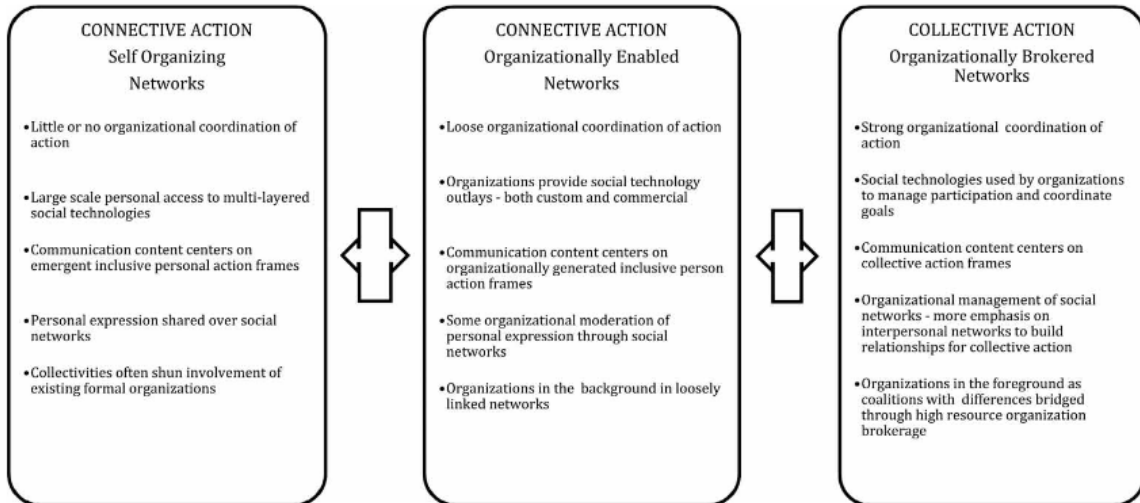 CONNECTIVE ACTION
Self Organizing
Networks
•Little or no organizational coordination of
action
•Large scale personal access to multi-layered
social technologies
•Communication content centers on
emergent inclusive personal action frames
•Personal expression shared over social
networks
•Collectivities often shun involvement of
existing formal organizations
CONNECTIVE ACTION
Organizationally Enabled
Networks
•Loose organizational coordination of action
•Organizations provide social technology
outlays - both custom and commercial
•Communication content centers on
organizationally generated inclusive person
action frames
•Some organizational moderation of
personal expression through social
networks
•Organizations in the background in loosely
linked networks
COLLECTIVE ACTION
Organizationally Brokered
Networks
•Strong organizational coordination of
action
•Social technologies used by organizations
to manage participation and coordinate
goals
•Communication content centers on
collective action frames
•Organizational management of social
networks - more emphasis on
interpersonal networks to build
relationships for collective action
•Organizations in the foreground as
coalitions with differences bridged
through high resource organization
brokerage